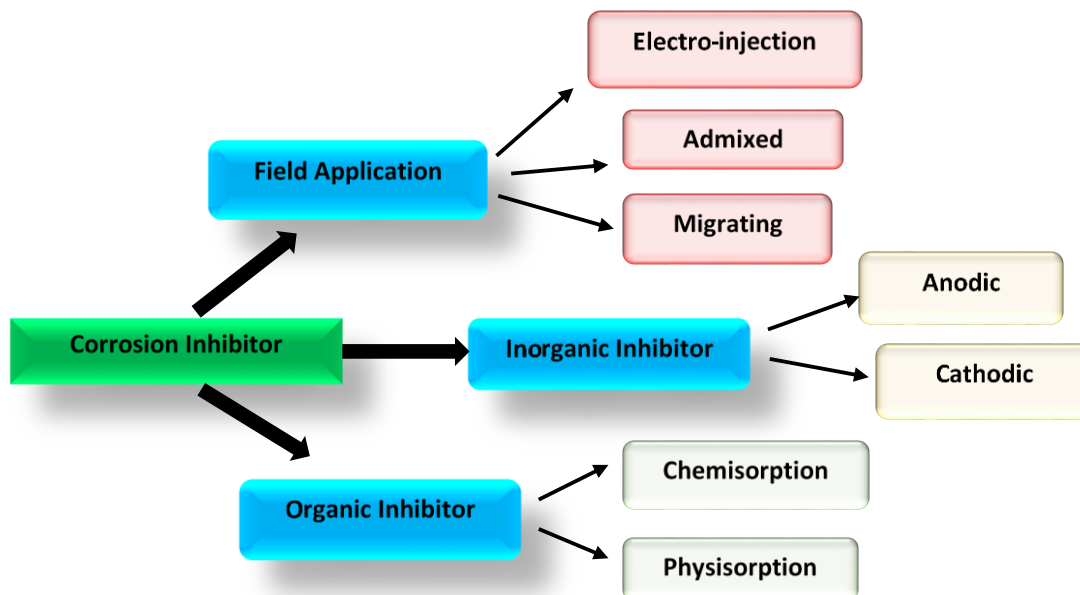 Electro-injection
Admixed
Field Application
Migrating
Anodic
Corrosion Inhibitor
Inorganic Inhibitor
Cathodic
Chemisorption
Organic Inhibitor
Physisorption